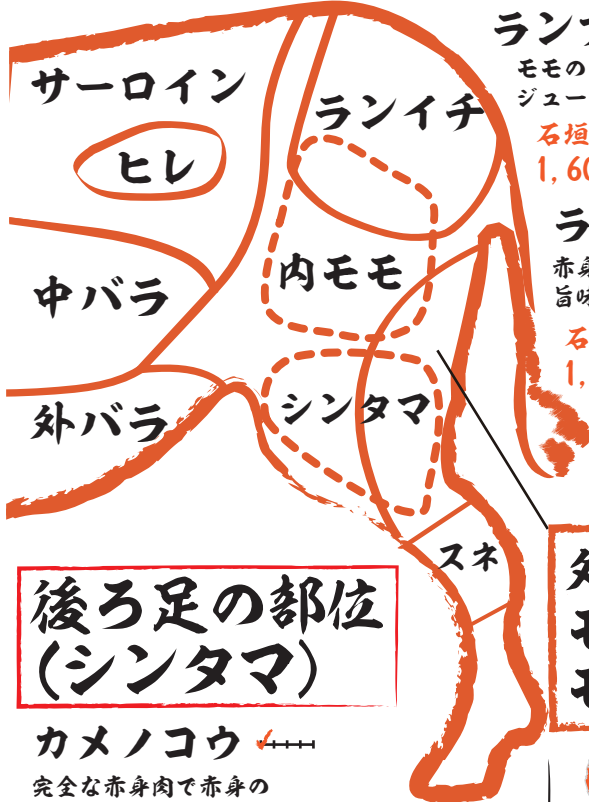 サーロイン
ヒレ
ランイチ
内モモ
中バラ
外バラ
シンタマ
スネ
後ろ足の部位
(シンタマ)
カメノコウ
完全な赤身肉で赤身の
モモの
ジュー
石垣
1,60
ラ
赤身
旨味
石
1,
モ
モ